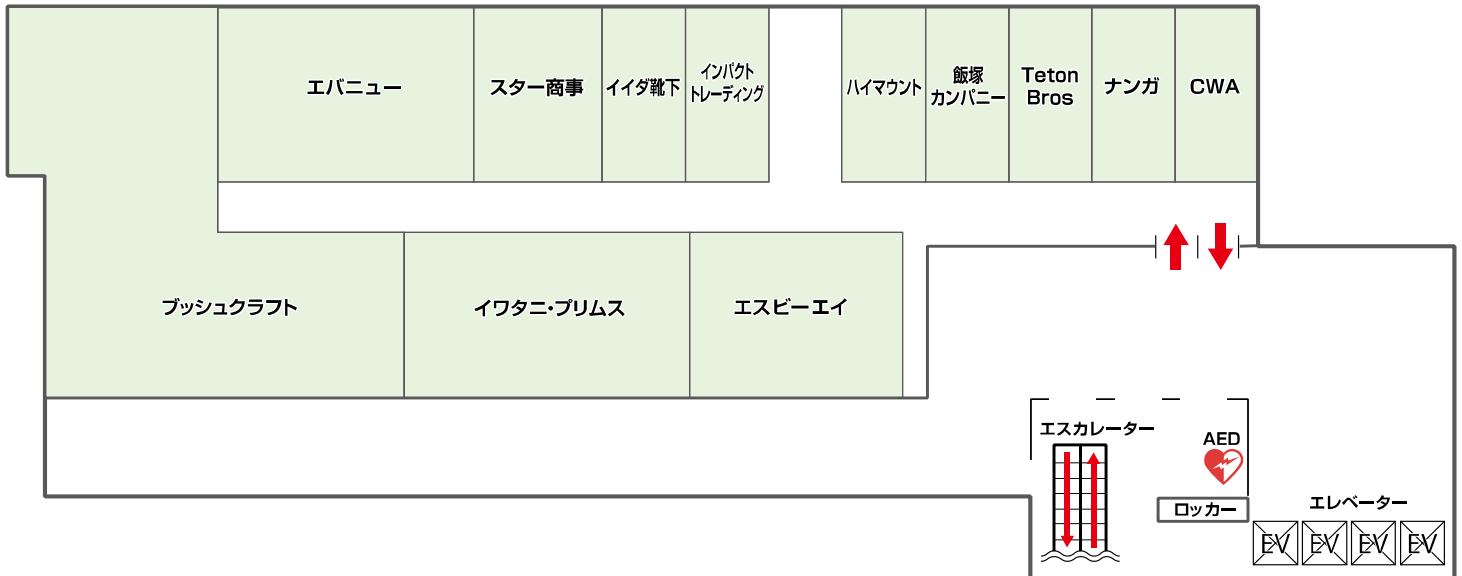 エバニュー
スター商事
イイダ靴下
インパクト
トレーディング
ハイマウント
飯塚
カンパニー
Teton
Bros
ナンガ
CWA
ブッシュクラフト
イワタニ・プリムス
エスビーエイ
エスカレーター
AED
ロッカー
エレベーター
EV
EV
EV
EV